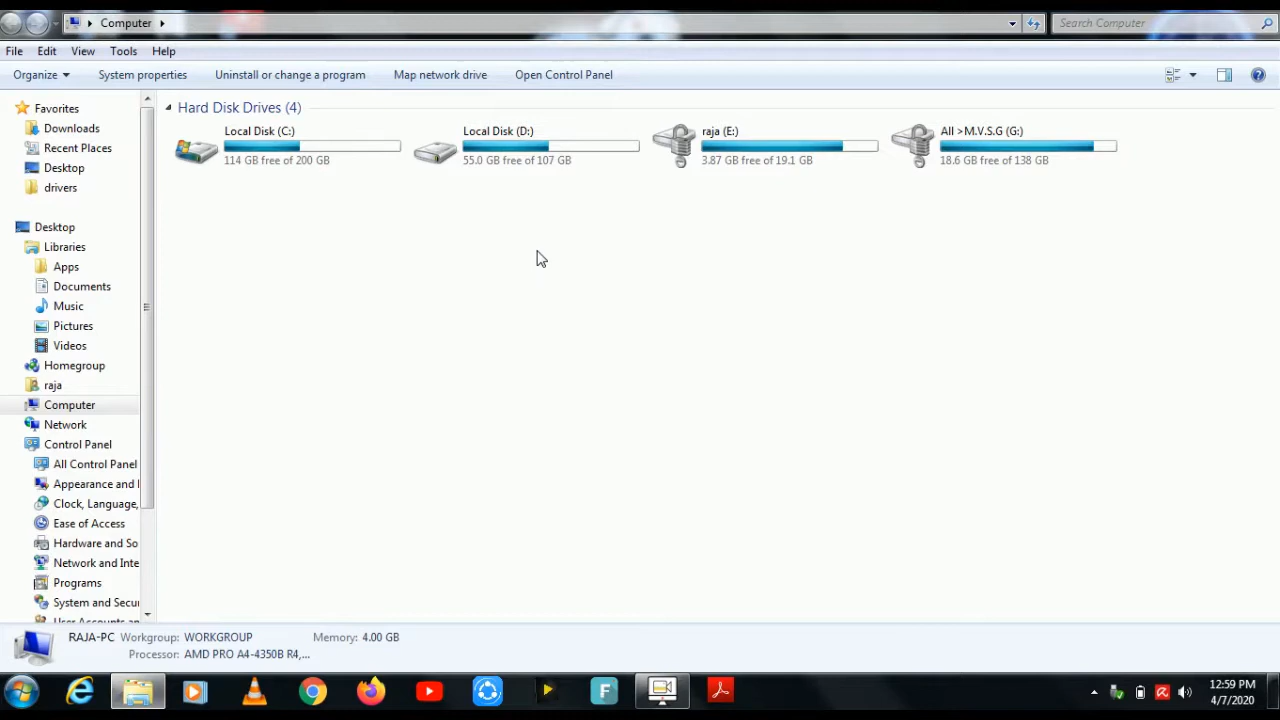 Computer
Search Computer
File Edit View Tools Help
Organize System properties Uninstall or change a program Map network drive Open Control Panel
Favorites
Downloads
Recent Places
Desktop
drivers
Desktop
Libraries
Apps
Documents
Music
Pictures
Videos
Homegroup
raja
Computer
Network
Control Panel
All Control Panel
Appearance and
Clock, Language,
Ease of Access
Hardware and So
Network and Inte
Programs
System and Secu
User Accounts a
Hard Disk Drives (4)
Local Disk (C:)
114 GB free of 200 GB
Local Disk (D:)
55.0 GB free of 107 GB
raja (E:)
3.87 GB free of 19.1 GB
All >M.V.S.G (G:)
18.6 GB free of 138 GB
RAJA-PC Workgroup: WORKGROUP Memory: 4.00 GB
Processor: AMD PRO A4-4350B R4,...
12:59 PM
4/7/2020